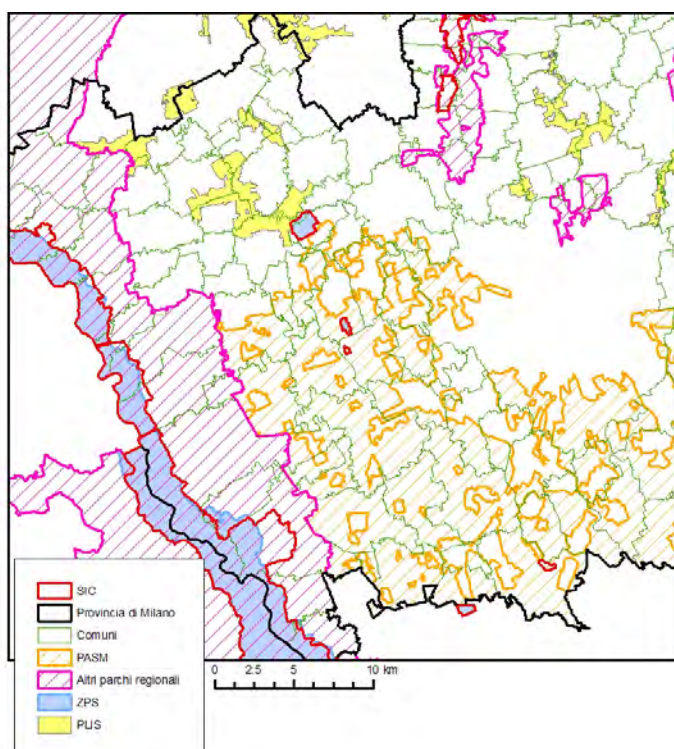 SIC
Provincia di Milano
Comuni
PASM
Altri parchi regionali
ZPS
PLIS
0 2.5 5 10 km